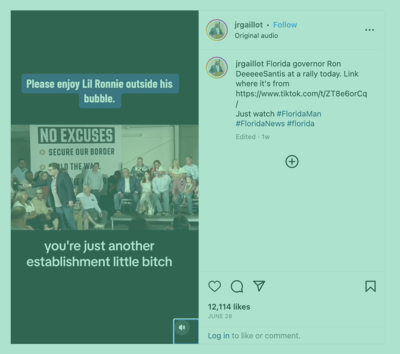 Please enjoy Lil Ronnie outside his
bubble.
NO EXCUSES
SECURE OUR BORDER
BUILD THE WALL
you're just another
establishment little bitch
jrgaillot • Follow
Original audio
jrgaillot Florida governor Ron
DeeeeeSantis at a rally today. Link
where it's from
https://www.tiktok.com/t/ZT8e6orCq
/
Just watch #FloridaMan
#FloridaNews #florida
Edited · 1w
12,114 likes
JUNE 28
Log in to like or comment.